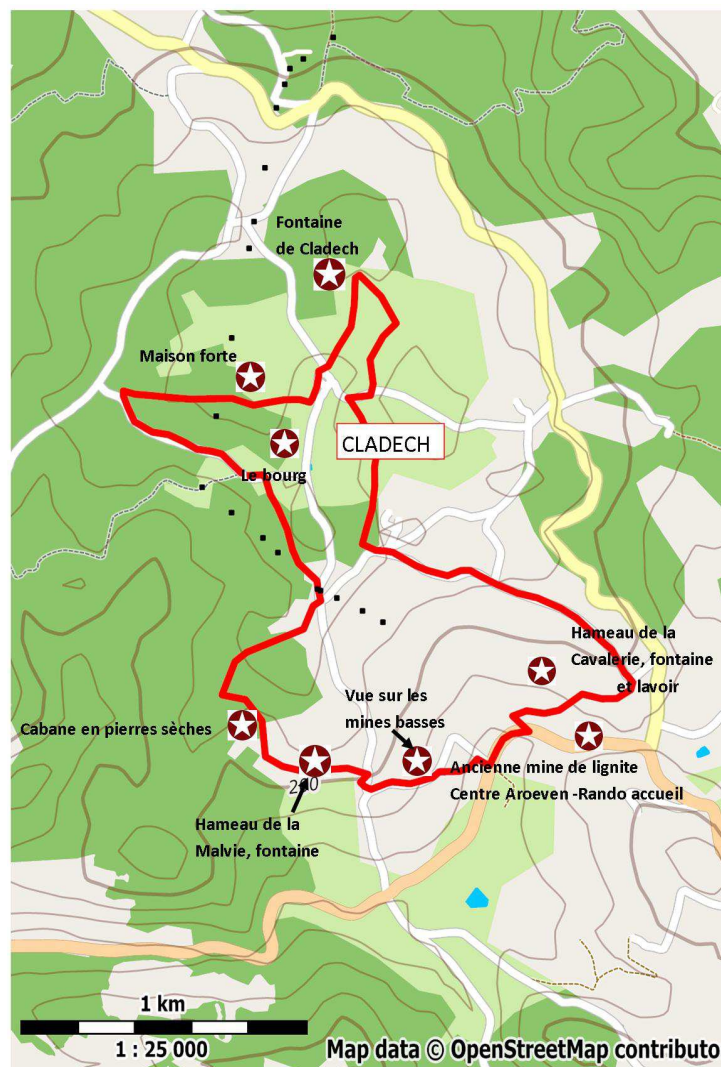 Fontaine
de Cladech
Maison forte
CLADECH
Le bourg
Hameau de la
Cavalerie, fontaine
et lavoir
Vue sur les
mines basses
Cabane en pierres sèches
Ancienne mine de lignite
Centre Aroeven -Rando accueil
200
Hameau de la
Malvie, fontaine
1 km
1 : 25 000
Map data © OpenStreetMap contributo